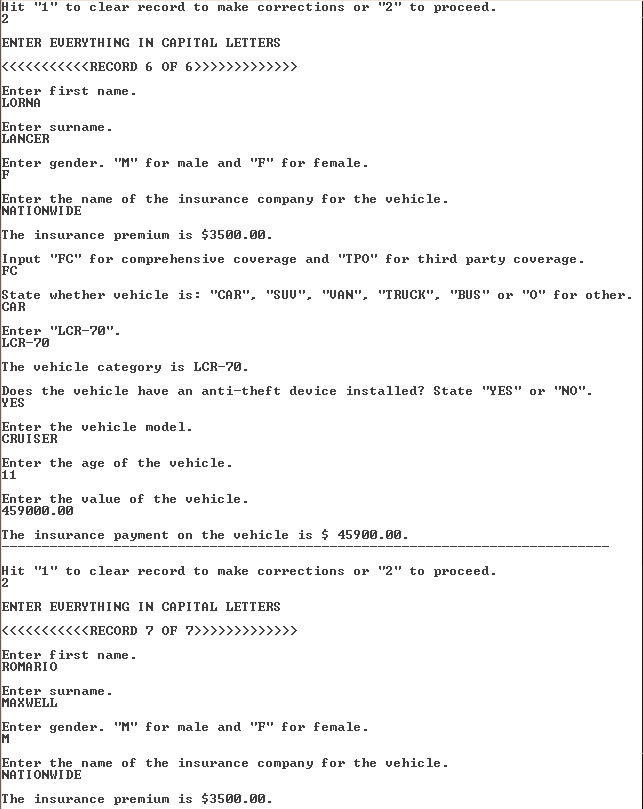 Hit "1" to clear record to make corrections or "2" to proceed.
2
ENTER EVERYTHING IN CAPITAL LETTERS
<<<<<<<<<<<RECORD 6 OF 6>>>>>>>>>>>>>
Enter first name.
LORNA
Enter surname.
LANCER
Enter gender. "M" for male and "F" for female.
F
Enter the name of the insurance company for the vehicle.
NATIONWIDE
The insurance premium is $3500.00.
Input "FC" for comprehensive coverage and "TPO" for third party coverage.
FC
State whether vehicle is: "CAR", "SUV", "VAN", "TRUCK", "BUS" or "O" for other.
CAR
Enter "LCR-70".
LCR-70
The vehicle category is LCR-70.
Does the vehicle have an anti-theft device installed? State "YES" or "NO".
YES
Enter the vehicle model.
CRUISER
Enter the age of the vehicle.
11
Enter the value of the vehicle.
459000.00
The insurance payment on the vehicle is $ 45900.00.
----------------------------------------------------------------------------
Hit "1" to clear record to make corrections or "2" to proceed.
2
ENTER EVERYTHING IN CAPITAL LETTERS
<<<<<<<<<<<RECORD 7 OF 7>>>>>>>>>>>>>
Enter first name.
ROMARIO
Enter surname.
MAXWELL
Enter gender. "M" for male and "F" for female.
M
Enter the name of the insurance company for the vehicle.
NATIONWIDE
The insurance premium is $3500.00.